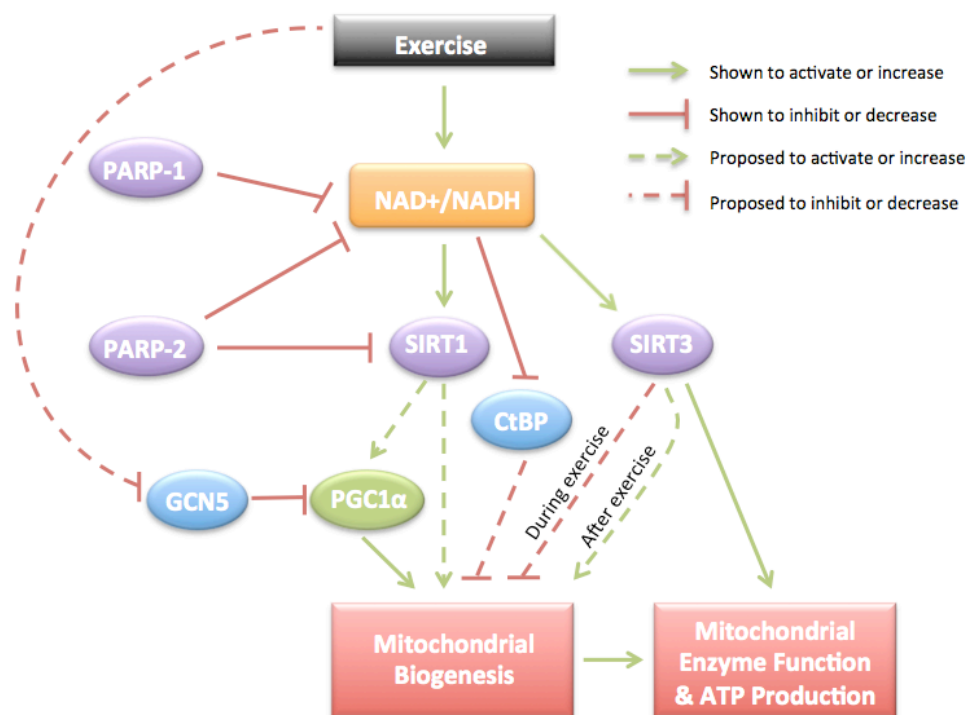 Exercise
Shown to activate or increase
Shown to inhibit or decrease
Proposed to activate or increase
Proposed to inhibit or decrease
PARP-1
NAD+/NADH
PARP-2
SIRT1
SIRT3
CtBP
GCN5
PGC1α
During exercise
After exercise
Mitochondrial
Biogenesis
Mitochondrial
Enzyme Function
& ATP Production